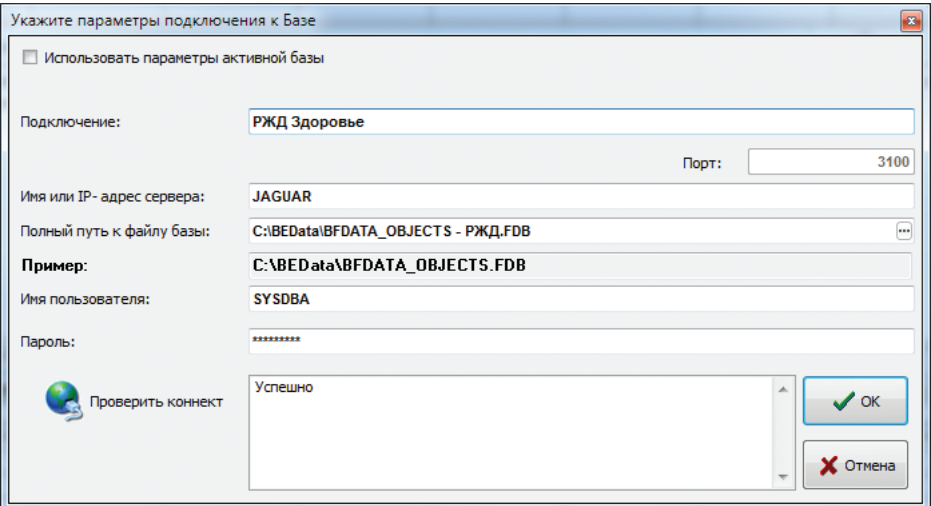 Укажите параметры подключения к Базе
Использовать параметры активной базы
Подключение: РЖД Здоровье
Порт: 3100
Имя или IP- адрес сервера: JAGUAR
Полный путь к файлу базы: C:\BEData\BFDATA_OBJECTS - РЖД.FDB ...
Пример: C:\BEData\BFDATA_OBJECTS.FDB
Имя пользователя: SYSDBA
Пароль: *********
Успешно
Проверить коннект
OK
Отмена